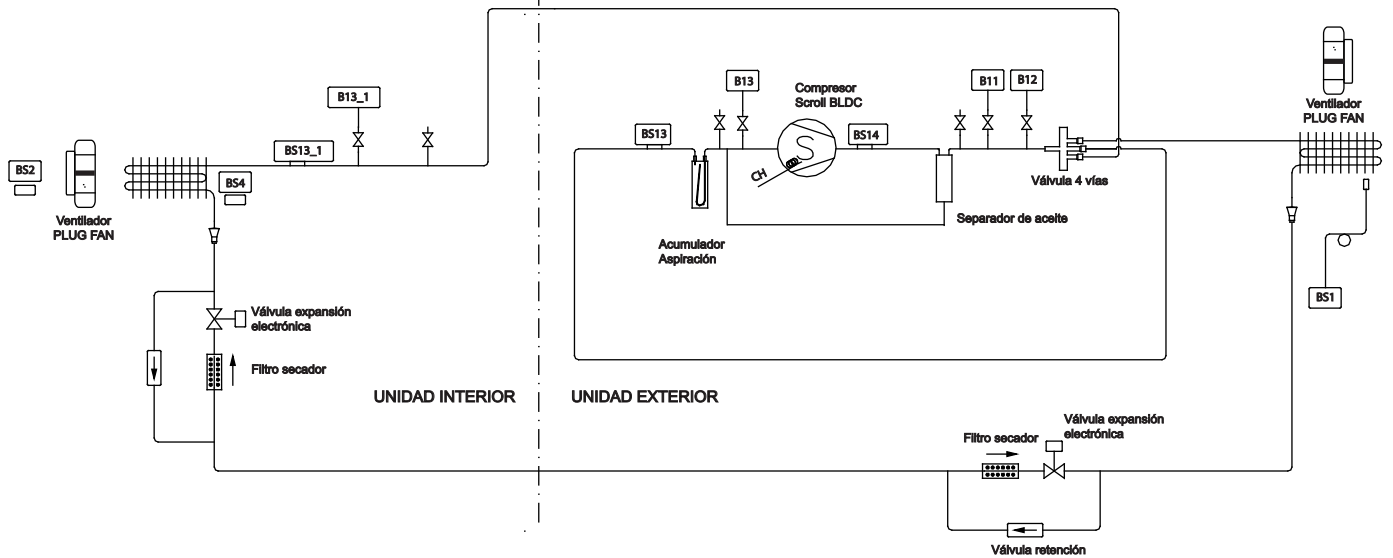 B13_1
BS13_1
BS2
BS4
Ventilador
PLUG FAN
Válvula expansión
electrónica
Filtro secador
UNIDAD INTERIOR
B13
Compresor
Scroll BLDC
B11
B12
BS13
BS14
S
CH
Válvula 4 vías
Separador de aceite
Acumulador
Aspiración
Ventilador
PLUG FAN
BS1
UNIDAD EXTERIOR
Válvula expansión
electrónica
Filtro secador
Válvula retención